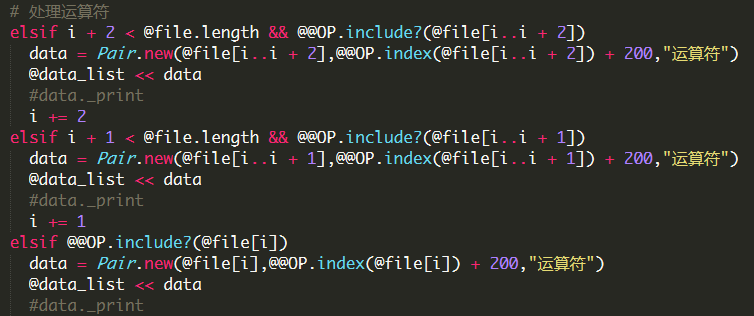 # 处理运算符
elsif i + 2 < @file.length && @@OP.include?(@file[i..i + 2])
  data = Pair.new(@file[i..i + 2],@@OP.index(@file[i..i + 2]) + 200,"运算符")
  @data_list << data
  #data._print
  i += 2
elsif i + 1 < @file.length && @@OP.include?(@file[i..i + 1])
  data = Pair.new(@file[i..i + 1],@@OP.index(@file[i..i + 1]) + 200,"运算符")
  @data_list << data
  #data._print
  i += 1
elsif @@OP.include?(@file[i])
  data = Pair.new(@file[i],@@OP.index(@file[i]) + 200,"运算符")
  @data_list << data
  #data._print